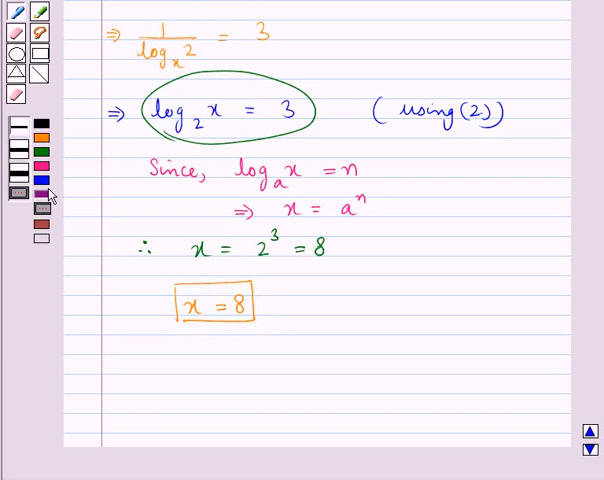 ⇒ 1/log_x 2 = 3
⇒ log_2 x = 3 (using (2))
Since, log_a x = n
⇒ x = a^n
∴ x = 2^3 = 8
x = 8